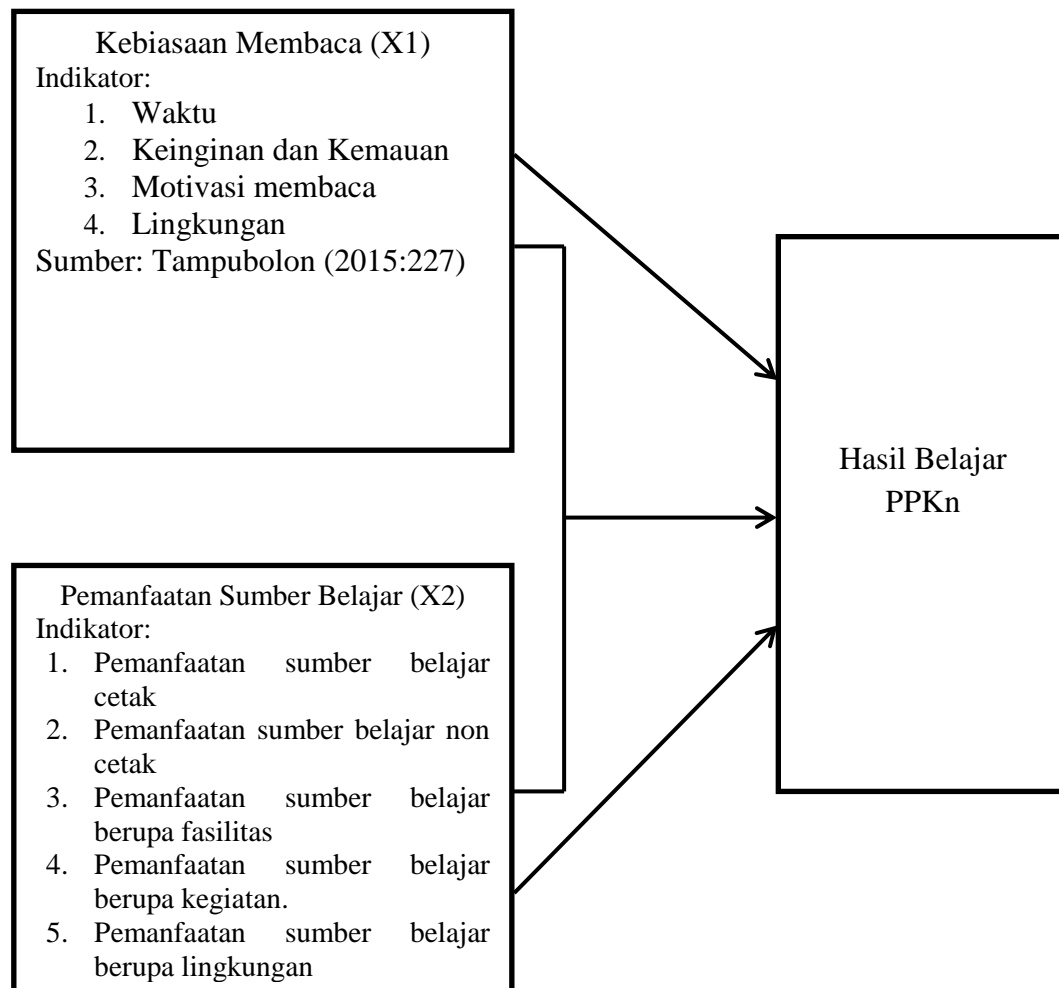 Kebiasaan Membaca (X1)
Indikator:
1. Waktu
2. Keinginan dan Kemauan
3. Motivasi membaca
4. Lingkungan
Sumber: Tampubolon (2015:227)
Hasil Belajar
PPKn
Pemanfaatan Sumber Belajar (X2)
Indikator:
1. Pemanfaatan sumber belajar
cetak
2. Pemanfaatan sumber belajar non
cetak
3. Pemanfaatan sumber belajar
berupa fasilitas
4. Pemanfaatan sumber belajar
berupa kegiatan.
5. Pemanfaatan sumber belajar
berupa lingkungan